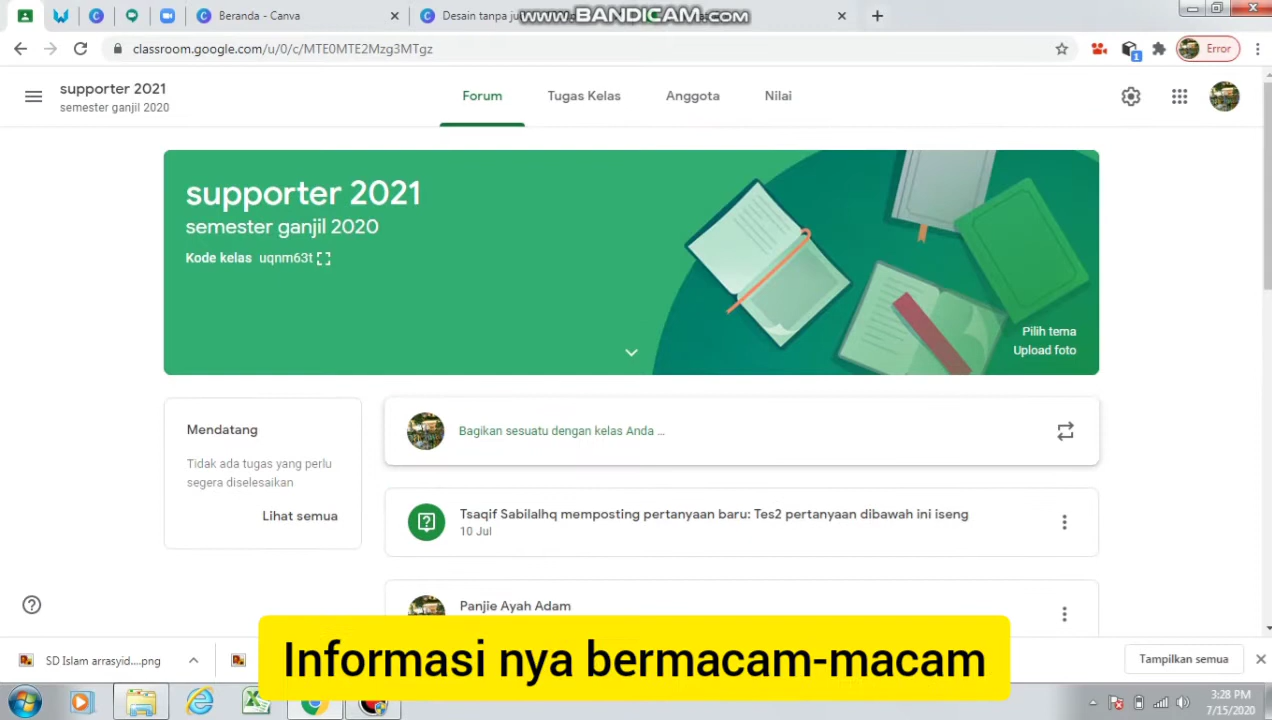 Beranda - Canva
Desain tanpa ju
www.BANDICAM.com
classroom.google.com/u/0/c/MTE0MTE2Mzg3MTgz
1
Error
supporter 2021
semester ganjil 2020
Forum
Tugas Kelas
Anggota
Nilai
supporter 2021
semester ganjil 2020
Kode kelas uqnm63t
Pilih tema
Upload foto
Mendatang
Tidak ada tugas yang perlu
segera diselesaikan
Lihat semua
Bagikan sesuatu dengan kelas Anda ...
Tsaqif Sabilalhq memposting pertanyaan baru: Tes2 pertanyaan dibawah ini iseng
10 Jul
Panjie Ayah Adam
Informasi nya bermacam-macam
SD Islam arrasyid....png
Tampilkan semua
3:28 PM
7/15/2020